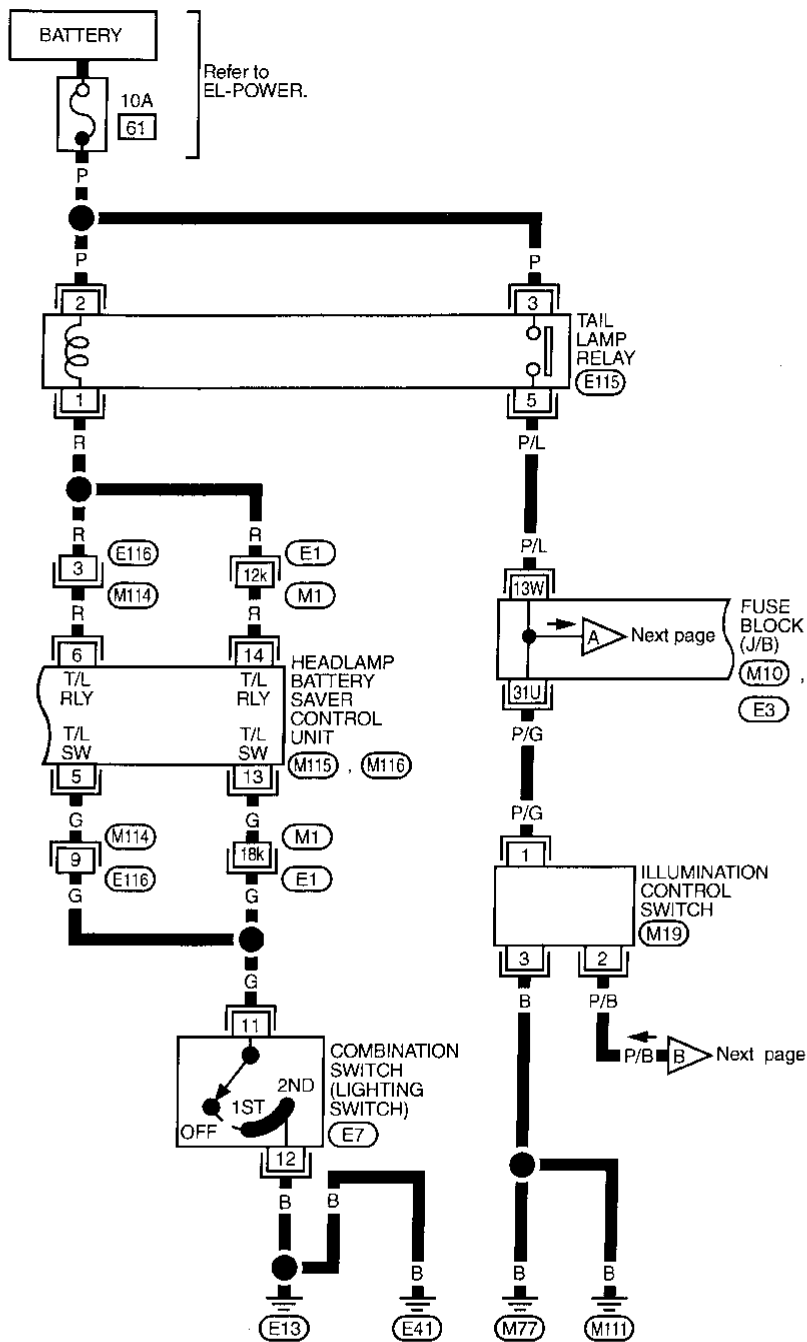 BATTERY
Refer to
EL-POWER.
10A
61
P
P
P
2
3
TAIL
LAMP
RELAY
E115
1
5
R
P/L
R
R
P/L
3
E116
M114
12k
E1
M1
R
R
13W
FUSE
BLOCK
(J/B)
M10 ,
E3
A Next page
31U
6
14
T/L
RLY
T/L
RLY
T/L
SW
T/L
SW
HEADLAMP
BATTERY
SAVER
CONTROL
UNIT
M115 , M116
5
13
P/G
P/G
G
G
M114
9
E116
M1
18k
E1
G
G
1
ILLUMINATION
CONTROL
SWITCH
M19
3
2
G
B
P/B
11
P/B B Next page
COMBINATION
SWITCH
(LIGHTING
SWITCH)
E7
OFF
1ST
2ND
12
B
B
B
B
B
E13
E41
M77
M111